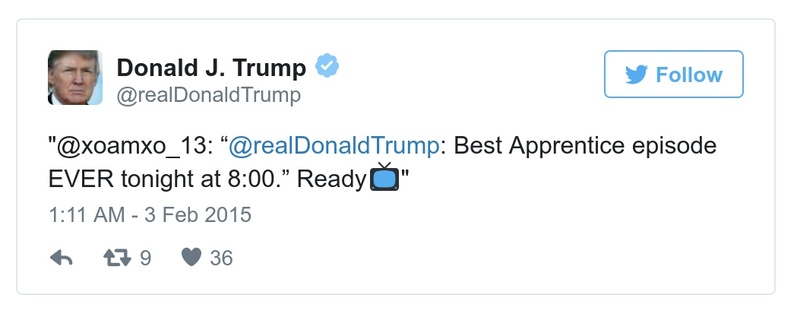 Donald J. Trump
@realDonaldTrump
Follow
"@xoamxo_13: “@realDonaldTrump: Best Apprentice episode
EVER tonight at 8:00.” Ready📺"
1:11 AM - 3 Feb 2015
9 36